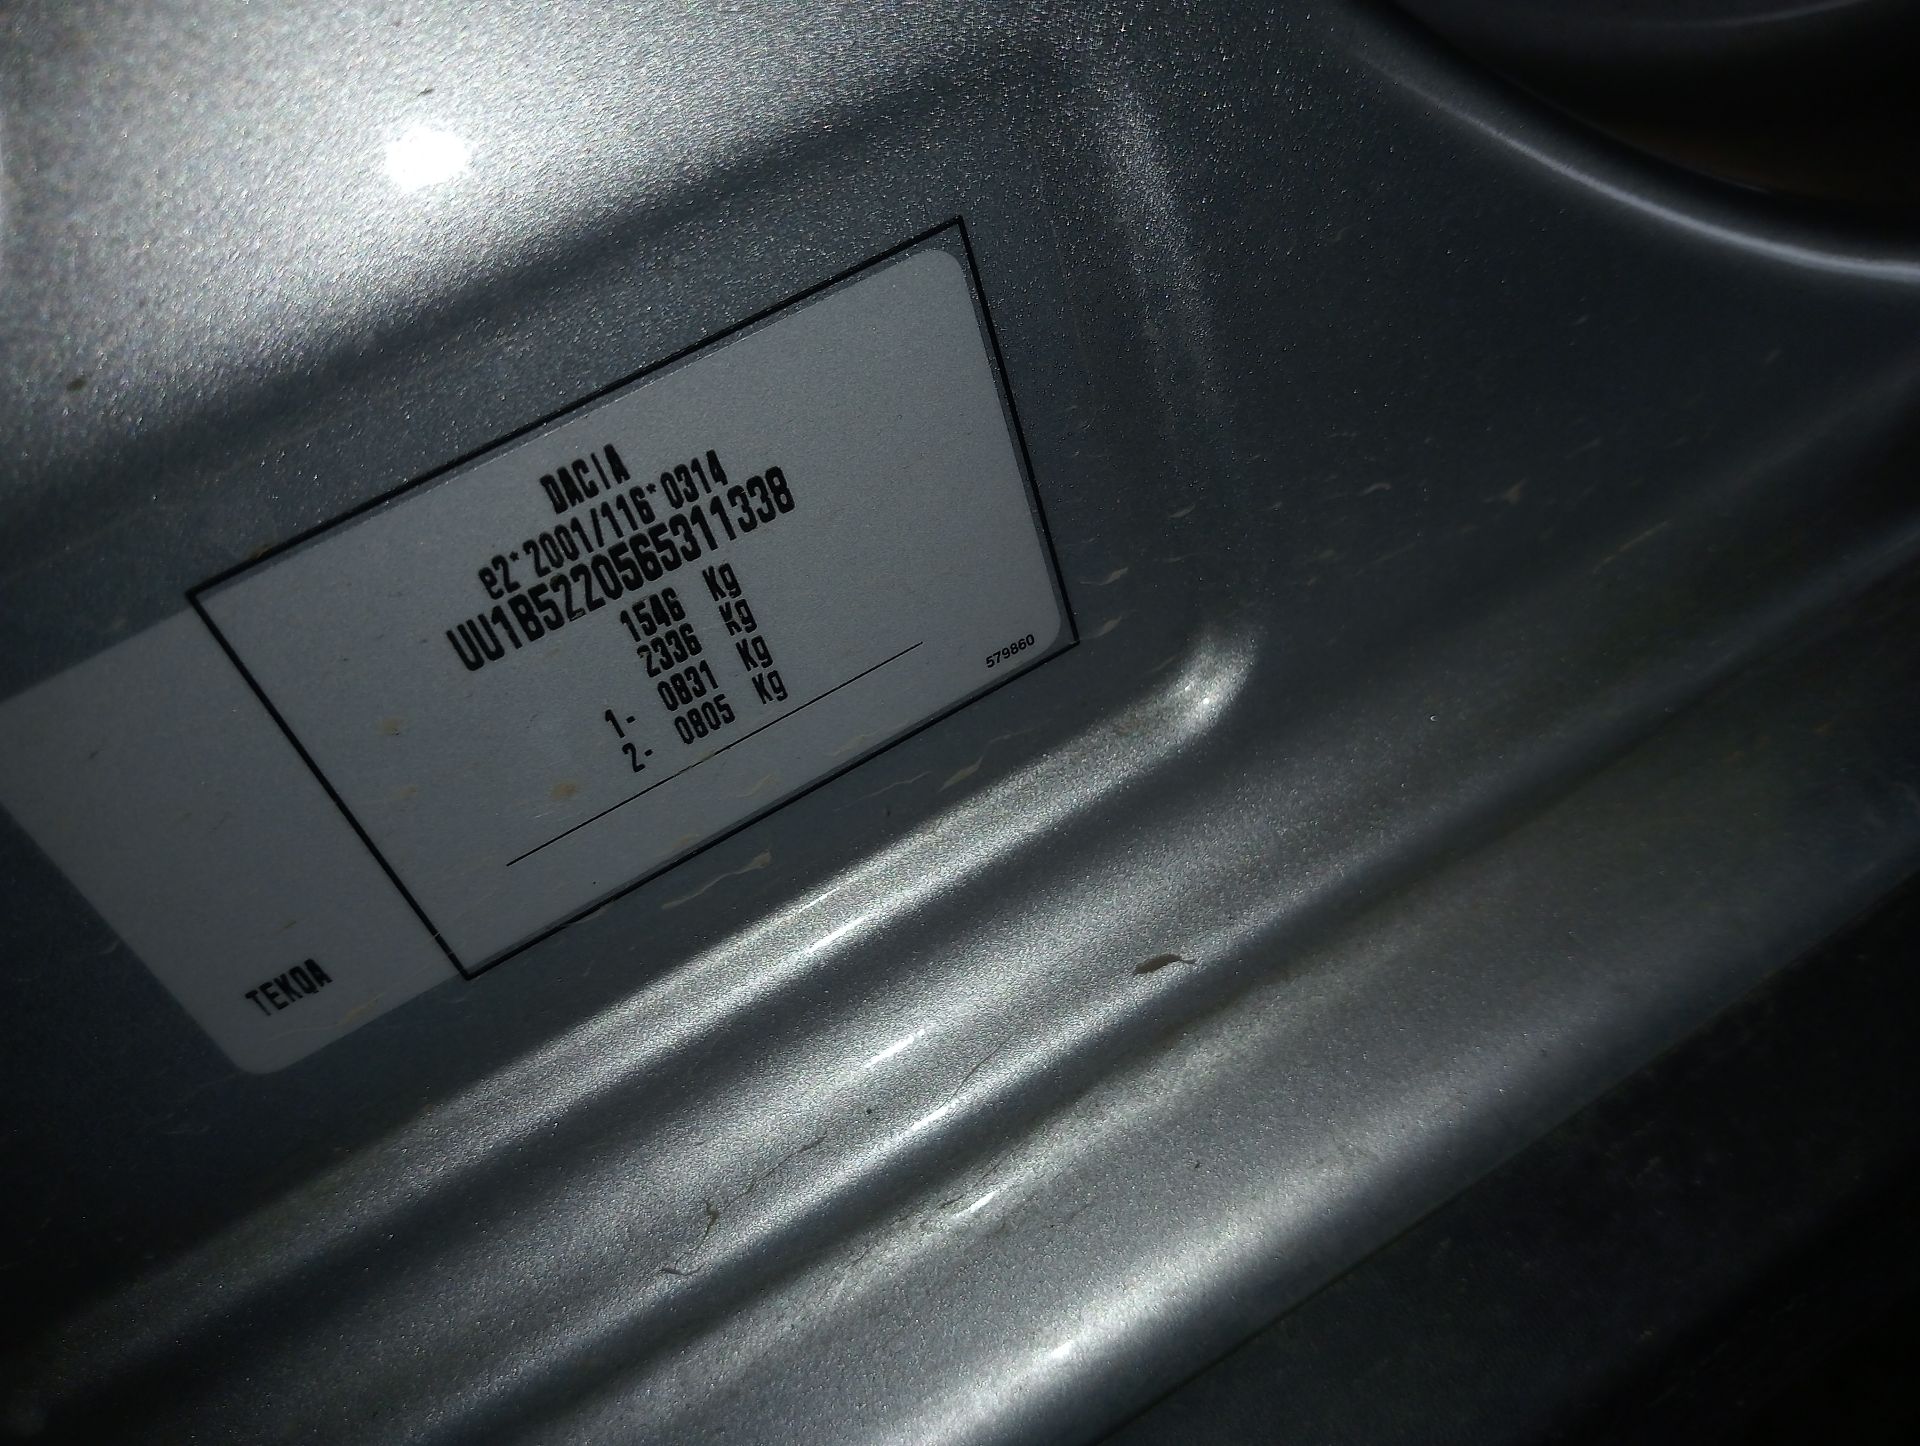 DACIA
e2*2001/116*0314
UU1B5220565311338
1546 Kg
2336 Kg
1- 0831 Kg
2- 0805 Kg
579860
TEKQA